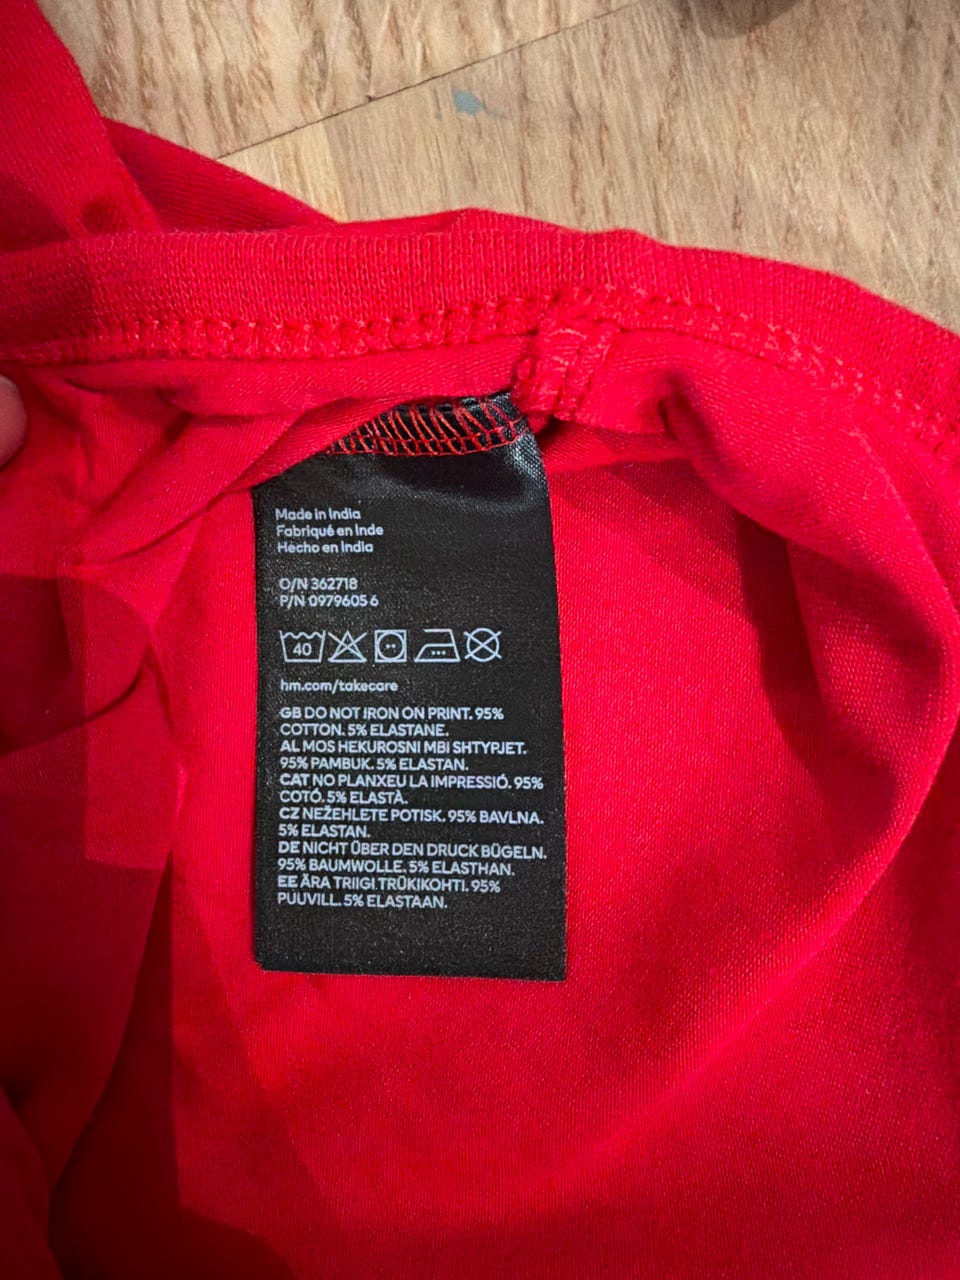 Made in India
Fabriqué en Inde
Hecho en India
O/N 362718
P/N 0979605 6
40
hm.com/takecare
GB DO NOT IRON ON PRINT. 95%
COTTON. 5% ELASTANE.
AL MOS HEKUROSNI MBI SHTYPJET.
95% PAMBUK. 5% ELASTAN.
CAT NO PLANXEU LA IMPRESSIÓ. 95%
COTÓ. 5% ELASTÀ.
CZ NEŽEHLETE POTISK. 95% BAVLNA.
5% ELASTAN.
DE NICHT ÜBER DEN DRUCK BÜGELN.
95% BAUMWOLLE. 5% ELASTHAN.
EE ÄRA TRIIGI TRÜKIKOHTI. 95%
PUUVILL. 5% ELASTAAN.